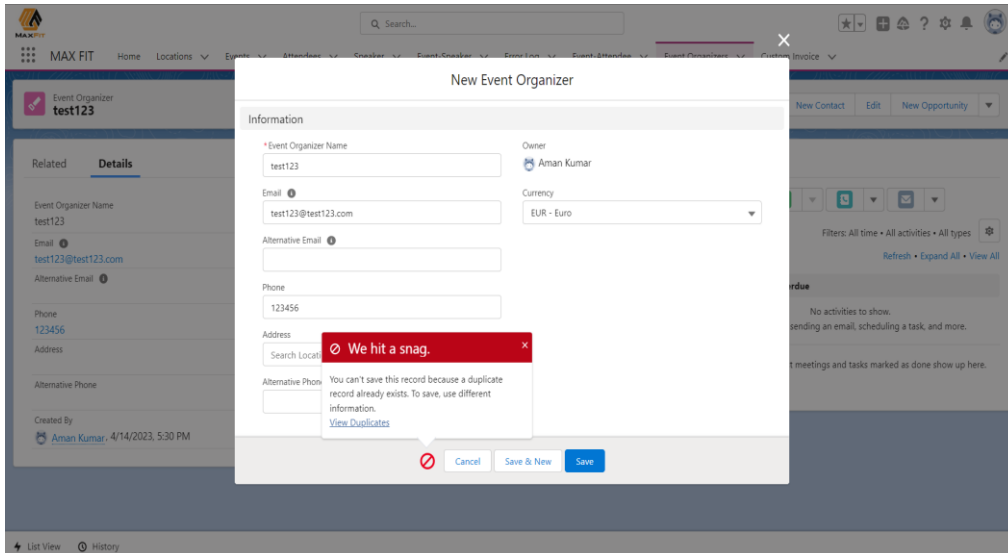 MAXFIT
Search...
MAX FIT Home Locations Events Attendees Speaker Event-Speaker Error Log Event-Attendee Event Organizers Custom Invoice
New Event Organizer
Event Organizer
test123
New Contact Edit New Opportunity
Information
Related Details
*Event Organizer Name
test123
Owner
Aman Kumar
Email
test123@test123.com
Currency
EUR - Euro
Alternative Email
Phone
123456
Address
Search Locati
Alternative Phon
We hit a snag.
You can't save this record because a duplicate
record already exists. To save, use different
information.
View Duplicates
Cancel Save & New Save
Event Organizer Name
test123
Email
test123@test123.com
Alternative Email
Phone
123456
Address
Alternative Phone
Created By
Aman Kumar, 4/14/2023, 5:30 PM
Filters: All time • All activities • All types
Refresh • Expand All • View All
rdue
No activities to show.
sending an email, scheduling a task, and more.
t meetings and tasks marked as done show up here.
List View History